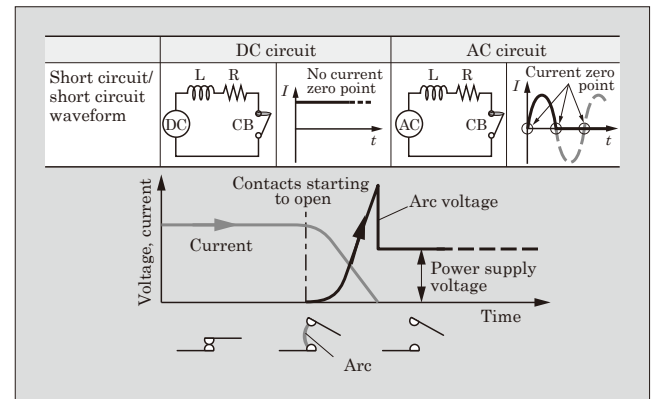 DC circuit
AC circuit
Short circuit/
short circuit
waveform
L
R
DC
CB
I
No current
zero point
t
L
R
AC
CB
I
Current zero
point
t
Voltage, current
Contacts starting
to open
Arc voltage
Current
Power supply
voltage
Time
Arc